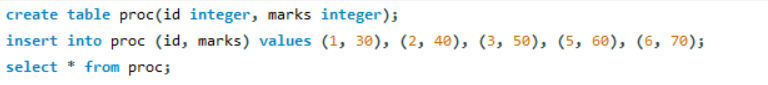 create table proc(id integer, marks integer);
insert into proc (id, marks) values (1, 30), (2, 40), (3, 50), (5, 60), (6, 70);
select * from proc;